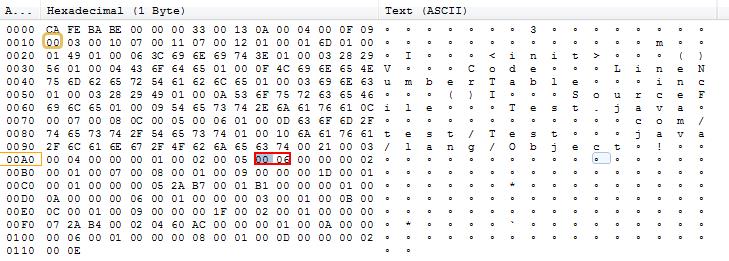 A... Hexadecimal (1 Byte) Text (ASCII)
0000 CA FE BA BE 00 00 00 33 00 13 0A 00 04 00 0F 09 ∘ ∘ ∘ ∘ ∘ ∘ ∘ 3 ∘ ∘ ∘ ∘ ∘ ∘ ∘ ∘
0010 00 03 00 10 07 00 11 07 00 12 01 00 01 6D 01 00 ∘ ∘ ∘ ∘ ∘ ∘ ∘ ∘ ∘ ∘ ∘ ∘ ∘ m ∘ ∘
0020 01 49 01 00 06 3C 69 6E 69 74 3E 01 00 03 28 29 ∘ I ∘ ∘ ∘ < i n i t > ∘ ∘ ∘ ( )
0030 56 01 00 04 43 6F 64 65 01 00 0F 4C 69 6E 65 4E V ∘ ∘ ∘ C o d e ∘ ∘ ∘ L i n e N
0040 75 6D 62 65 72 54 61 62 6C 65 01 00 03 69 6E 63 u m b e r T a b l e ∘ ∘ ∘ i n c
0050 01 00 03 28 29 49 01 00 0A 53 6F 75 72 63 65 46 ∘ ∘ ∘ ( ) I ∘ ∘ ∘ S o u r c e F
0060 69 6C 65 01 00 09 54 65 73 74 2E 6A 61 76 61 0C i l e ∘ ∘ ∘ T e s t . j a v a ∘
0070 00 07 00 08 0C 00 05 00 06 01 00 0D 63 6F 6D 2F ∘ ∘ ∘ ∘ ∘ ∘ ∘ ∘ ∘ ∘ ∘ ∘ c o m /
0080 74 65 73 74 2F 54 65 73 74 01 00 10 6A 61 76 61 t e s t / T e s t ∘ ∘ ∘ j a v a
0090 2F 6C 61 6E 67 2F 4F 62 6A 65 63 74 00 21 00 03 / l a n g / O b j e c t ∘ ! ∘ ∘
00A0 00 04 00 00 00 01 00 02 00 05 00 06 00 00 00 02 ∘ ∘ ∘ ∘ ∘ ∘ ∘ ∘ ∘ ∘ ∘ ∘ ∘ ∘ ∘ ∘
00B0 00 01 00 07 00 08 00 01 00 09 00 00 00 1D 00 01 ∘ ∘ ∘ ∘ ∘ ∘ ∘ ∘ ∘ ∘ ∘ ∘ ∘ ∘ ∘ ∘
00C0 00 01 00 00 00 05 2A B7 00 01 B1 00 00 00 01 00 ∘ ∘ ∘ ∘ ∘ ∘ * ∘ ∘ ∘ ∘ ∘ ∘ ∘ ∘ ∘
00D0 0A 00 00 00 06 00 01 00 00 00 03 00 01 00 0B 00 ∘ ∘ ∘ ∘ ∘ ∘ ∘ ∘ ∘ ∘ ∘ ∘ ∘ ∘ ∘ ∘
00E0 0C 00 01 00 09 00 00 00 1F 00 02 00 01 00 00 00 ∘ ∘ ∘ ∘ ∘ ∘ ∘ ∘ ∘ ∘ ∘ ∘ ∘ ∘ ∘ ∘
00F0 07 2A B4 00 02 04 60 AC 00 00 00 01 00 0A 00 00 ∘ * ∘ ∘ ∘ ∘ ` ∘ ∘ ∘ ∘ ∘ ∘ ∘ ∘ ∘
0100 00 06 00 01 00 00 00 08 00 01 00 0D 00 00 00 02 ∘ ∘ ∘ ∘ ∘ ∘ ∘ ∘ ∘ ∘ ∘ ∘ ∘ ∘ ∘ ∘
0110 00 0E ∘ ∘